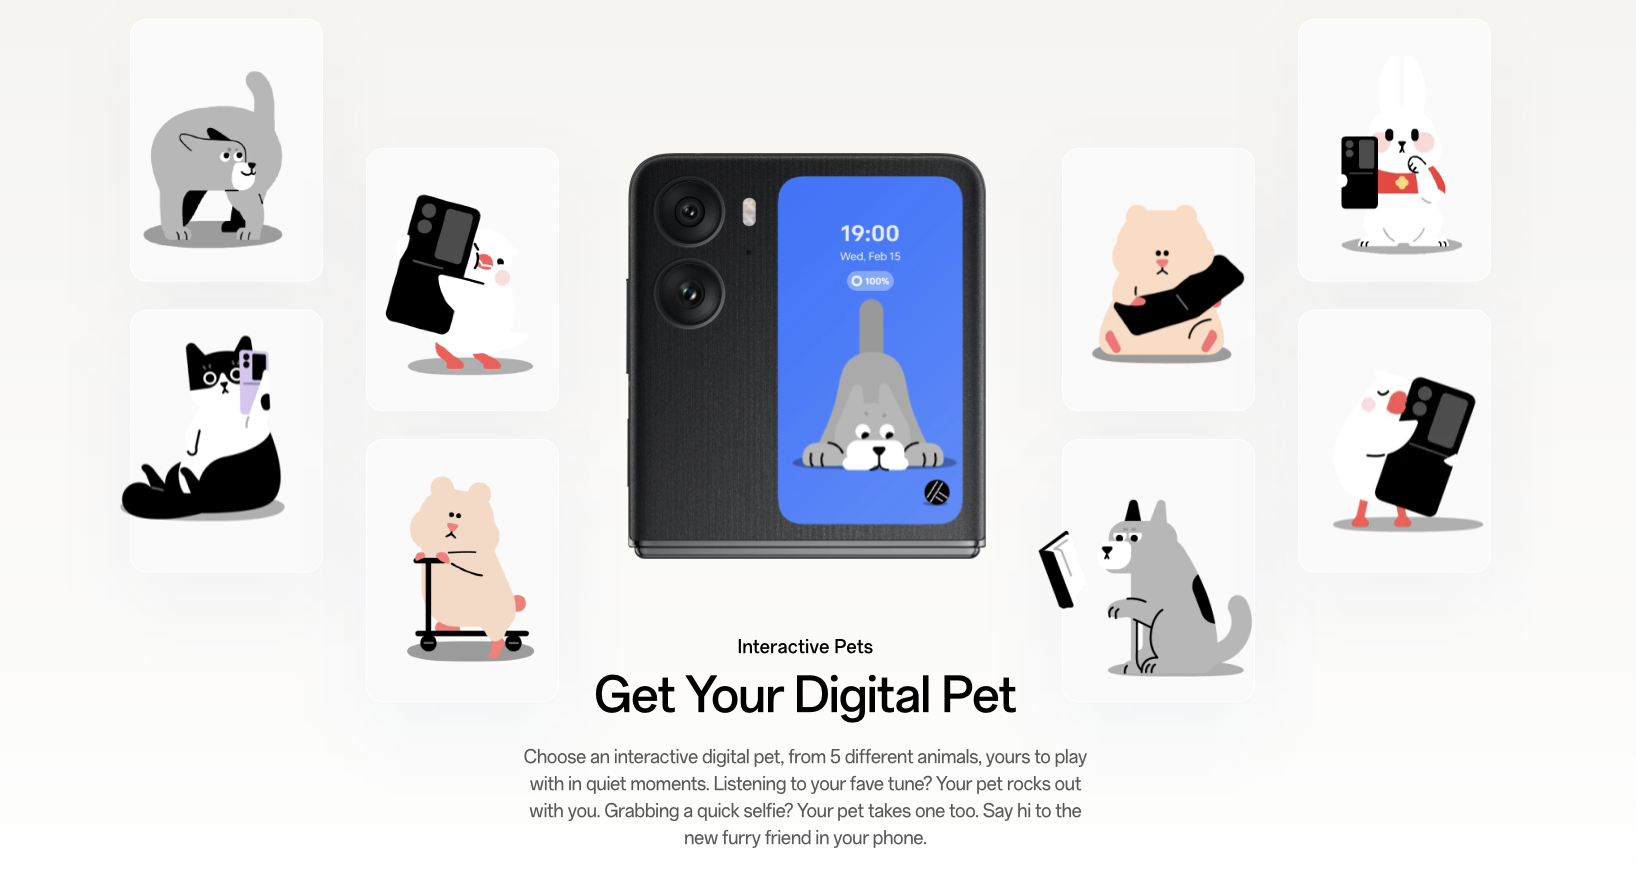 19:00
Wed, Feb 15
100%
Interactive Pets
Get Your Digital Pet
Choose an interactive digital pet, from 5 different animals, yours to play
with in quiet moments. Listening to your fave tune? Your pet rocks out
with you. Grabbing a quick selfie? Your pet takes one too. Say hi to the
new furry friend in your phone.